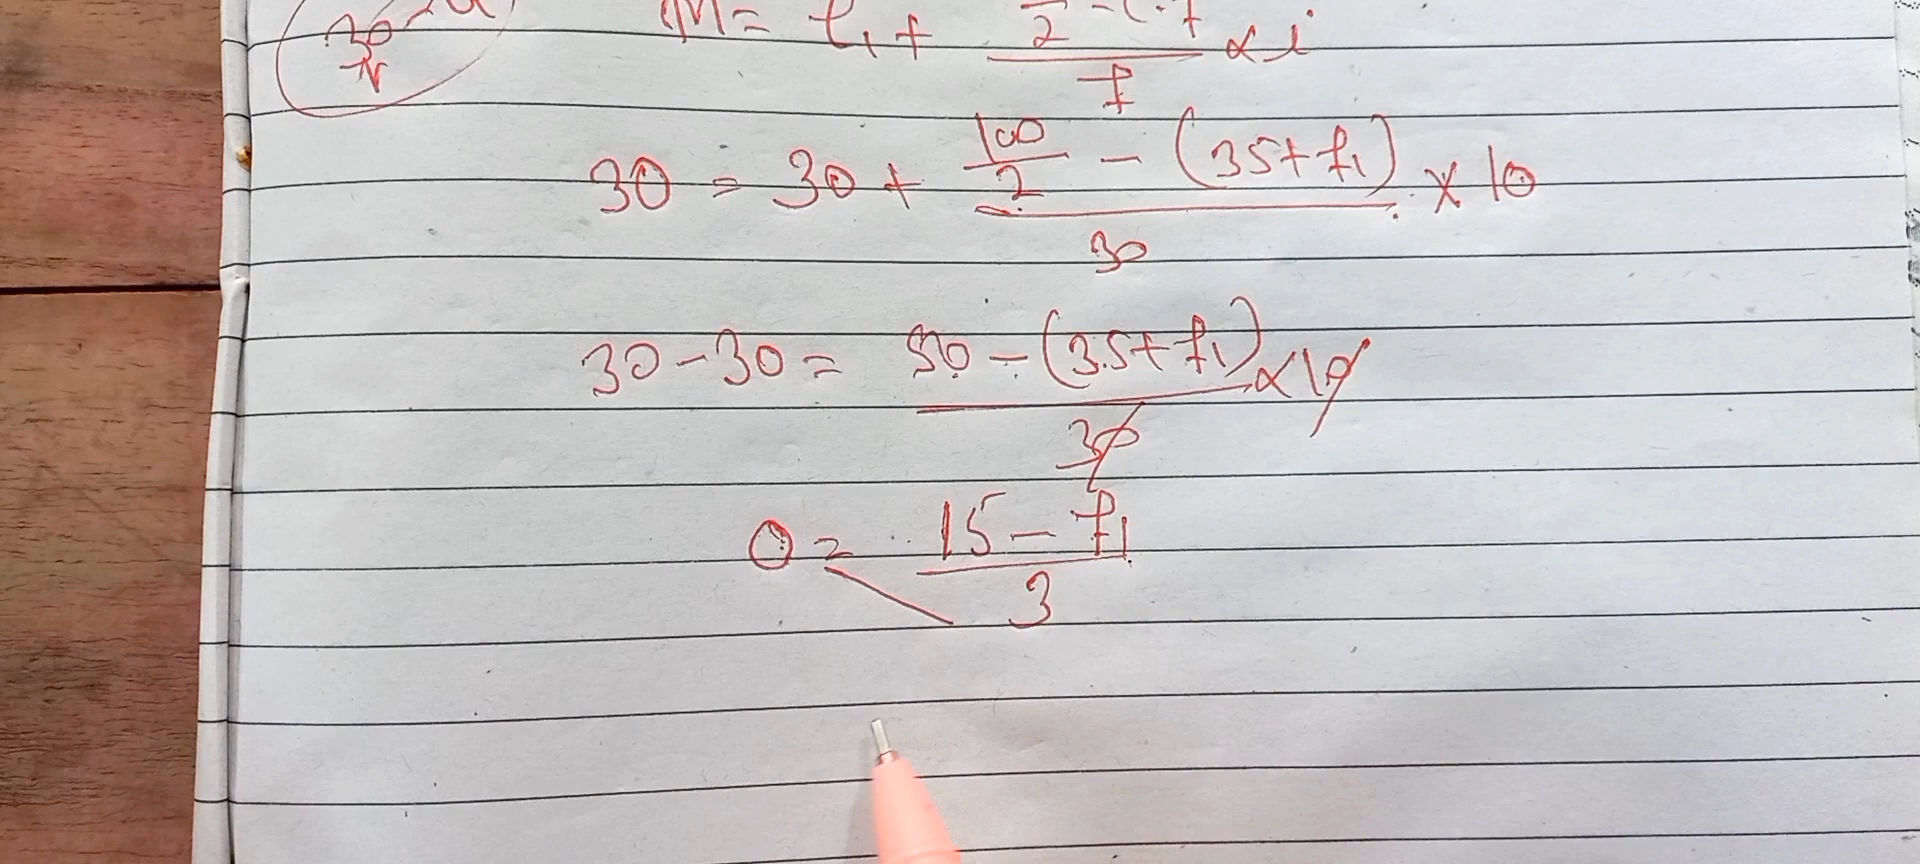 30
M = l₁ + 2 - c.f / f × i
30 = 30 + 100/2 - (35 + f₁) / 30 × 10
30 - 30 = 50 - (35 + f₁) / 30 × 10
0 = 15 - f₁ / 3